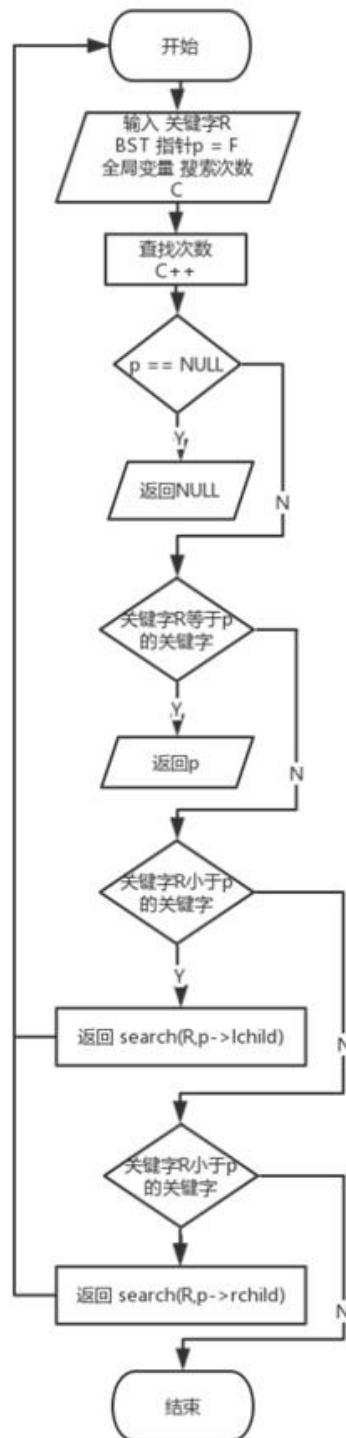 开始
输入 关键字R
BST 指针p = F
全局变量 搜索次数
C
查找次数
C++
p == NULL
Y
返回NULL
N
关键字R等于p
的关键字
Y
返回p
N
关键字R小于p
的关键字
Y
返回 search(R,p->lchild)
N
关键字R小于p
的关键字
返回 search(R,p->rchild)
N
结束